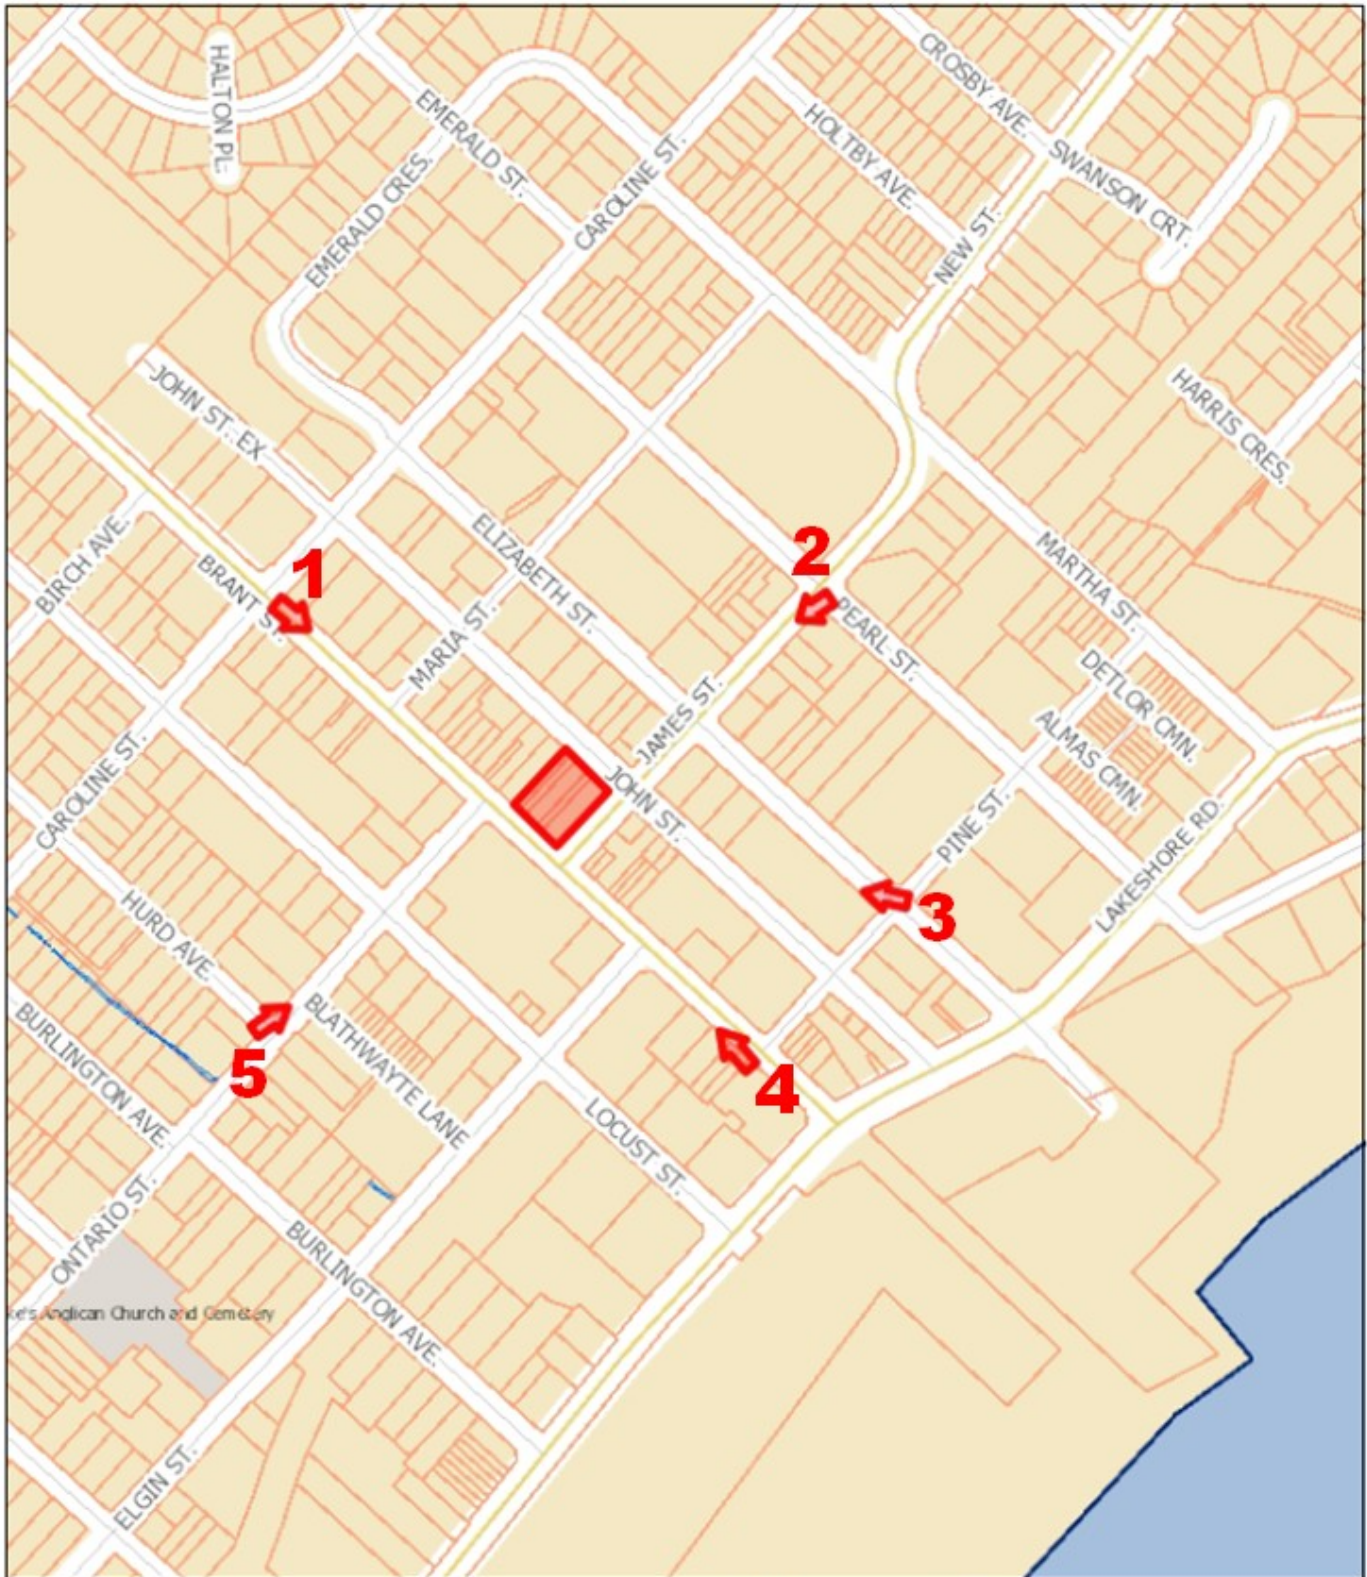 HALTON PL.
CROSBY AVE.
EMERALD ST.
HOLTBY AVE.
SWANSON CRT.
CAROLINE ST.
EMERALD CRES.
NEW ST.
JOHN ST. EX
HARRIS CRES.
BIRCH AVE.
BRANT ST.
1
ELIZABETH ST.
2
MARTHA ST.
MARIA ST.
PEARL ST.
DETLOR CMN.
JAMES ST.
ALMAS CMN.
JOHN ST.
CAROLINE ST.
PINE ST.
LAKESHORE RD.
HURD AVE.
3
BURLINGTON AVE.
BLATHWAYTE LANE
5
4
LOCUST ST.
ONTARIO ST.
BURLINGTON AVE.
ke's Anglican Church and Cemetery
ELGIN ST.